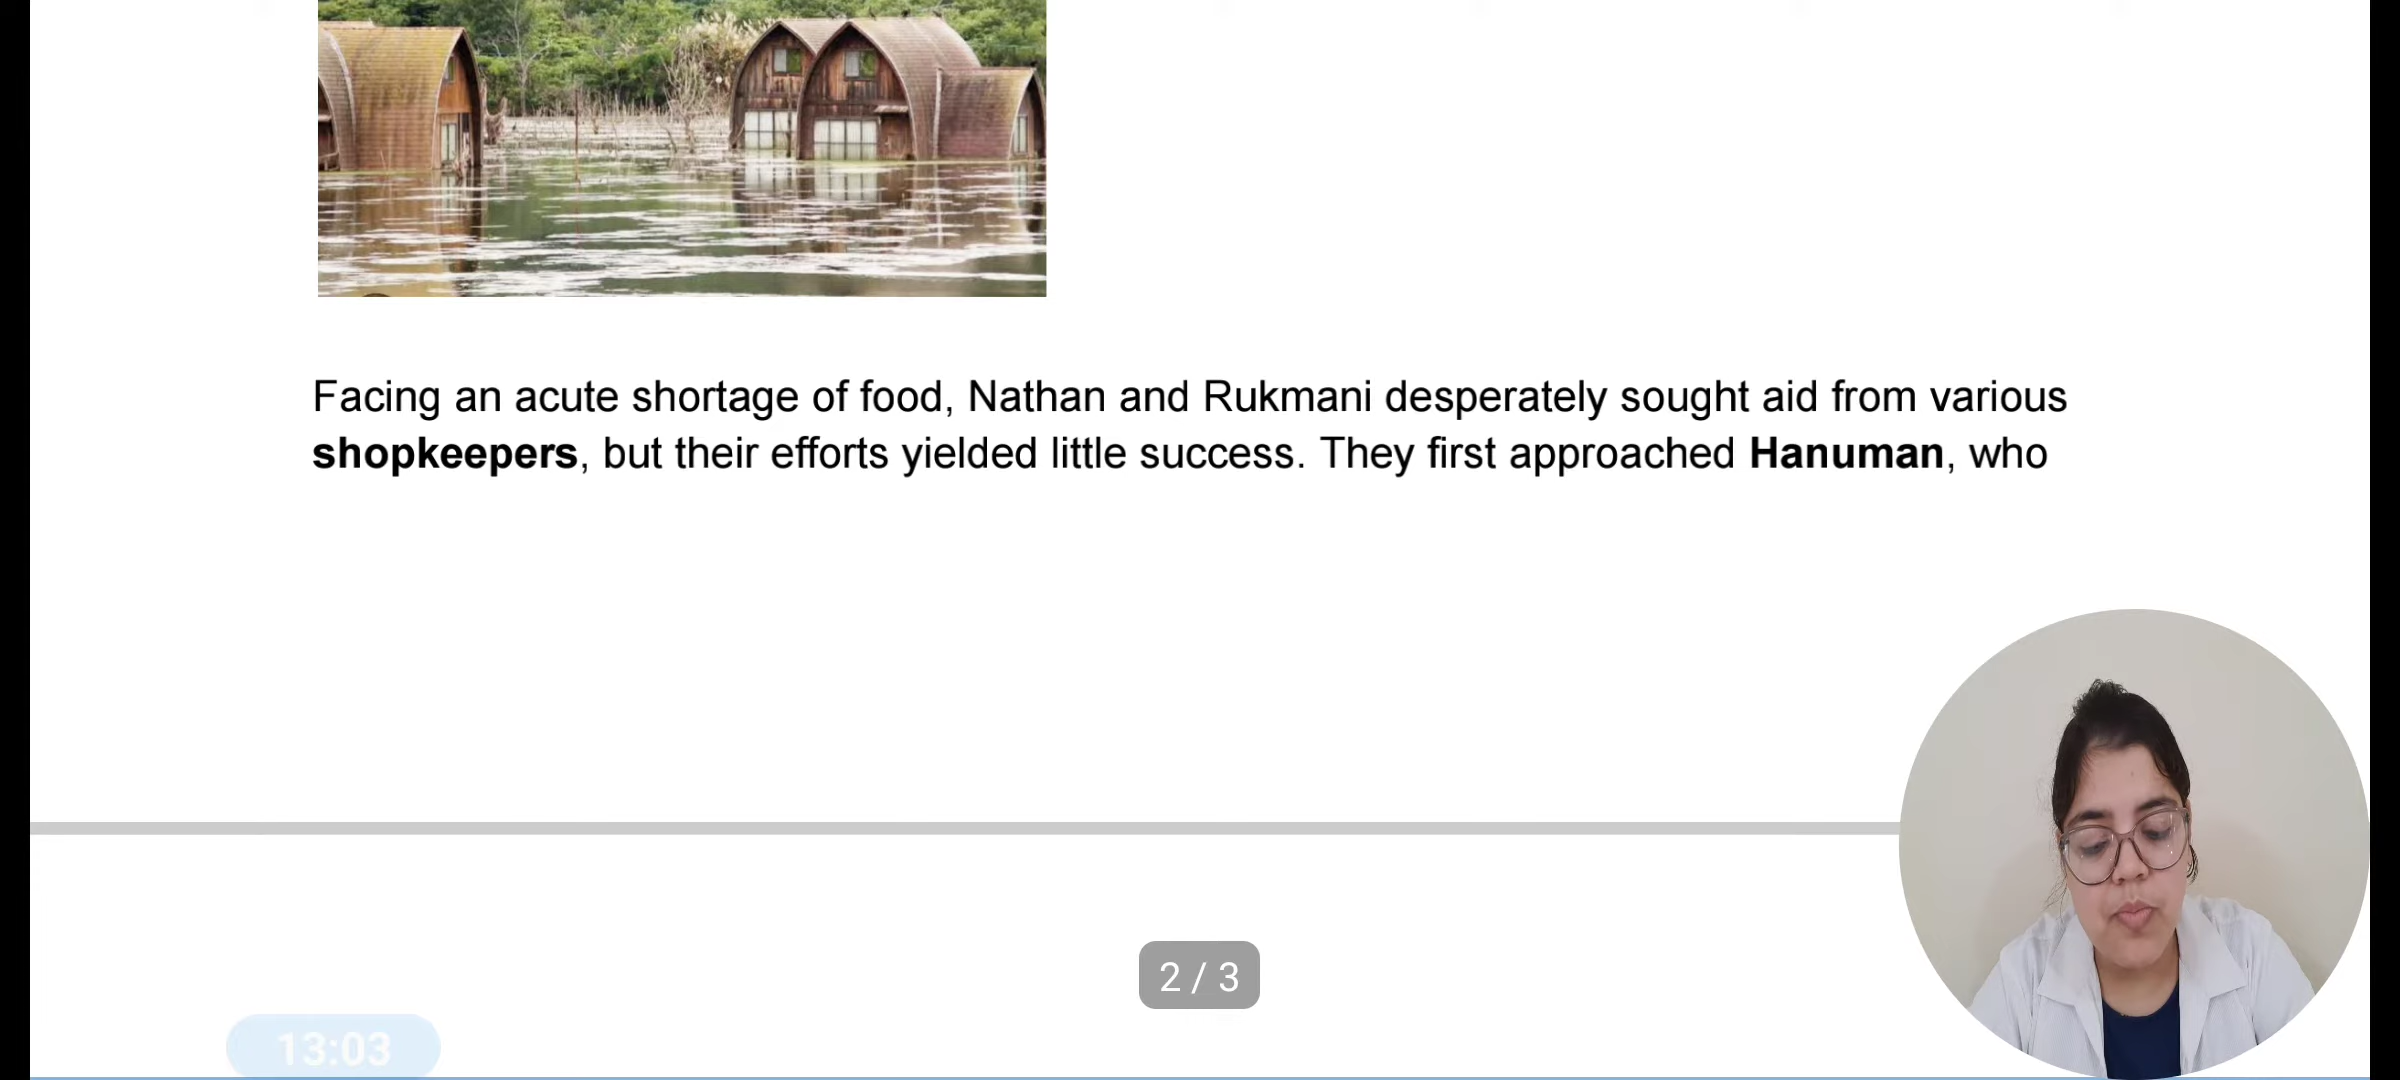 Facing an acute shortage of food, Nathan and Rukmani desperately sought aid from various
shopkeepers, but their efforts yielded little success. They first approached Hanuman, who
2 / 3
13:03